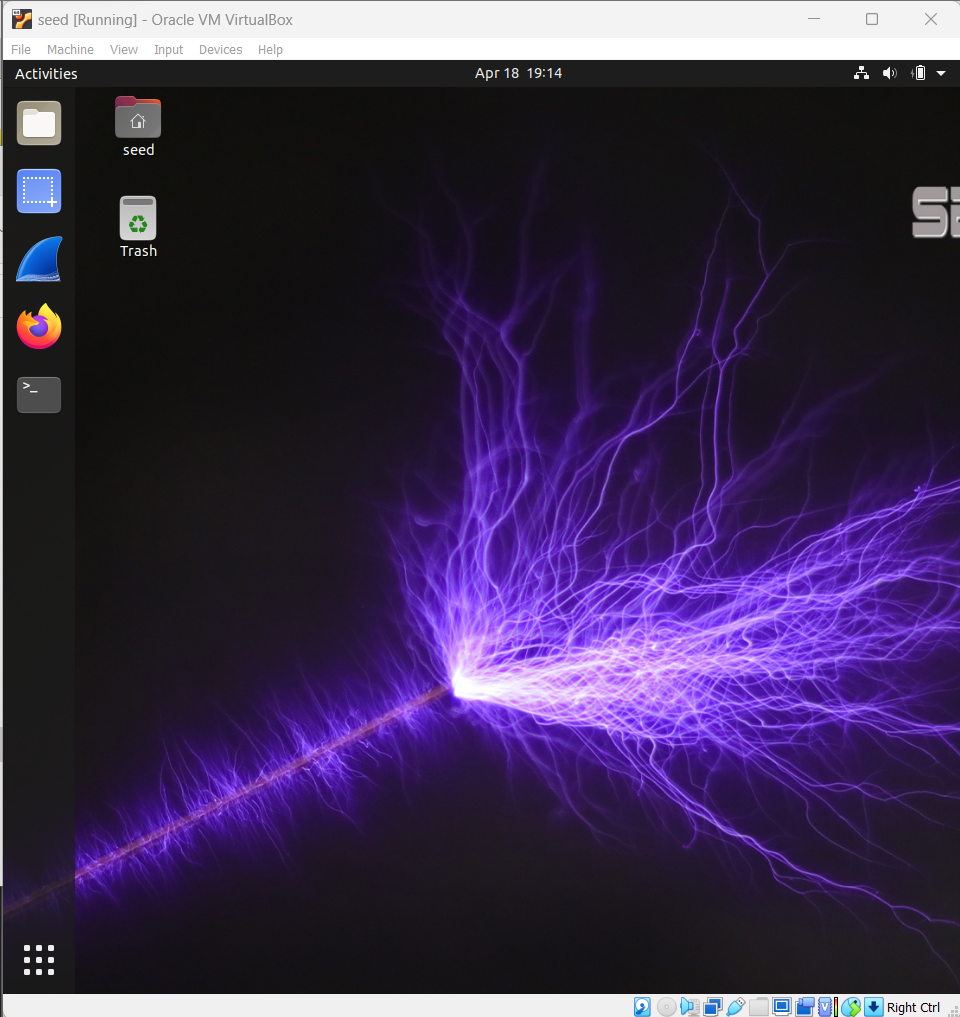 seed [Running] - Oracle VM VirtualBox
File Machine View Input Devices Help
Activities Apr 18 19:14
seed
Trash
>_
Right Ctrl